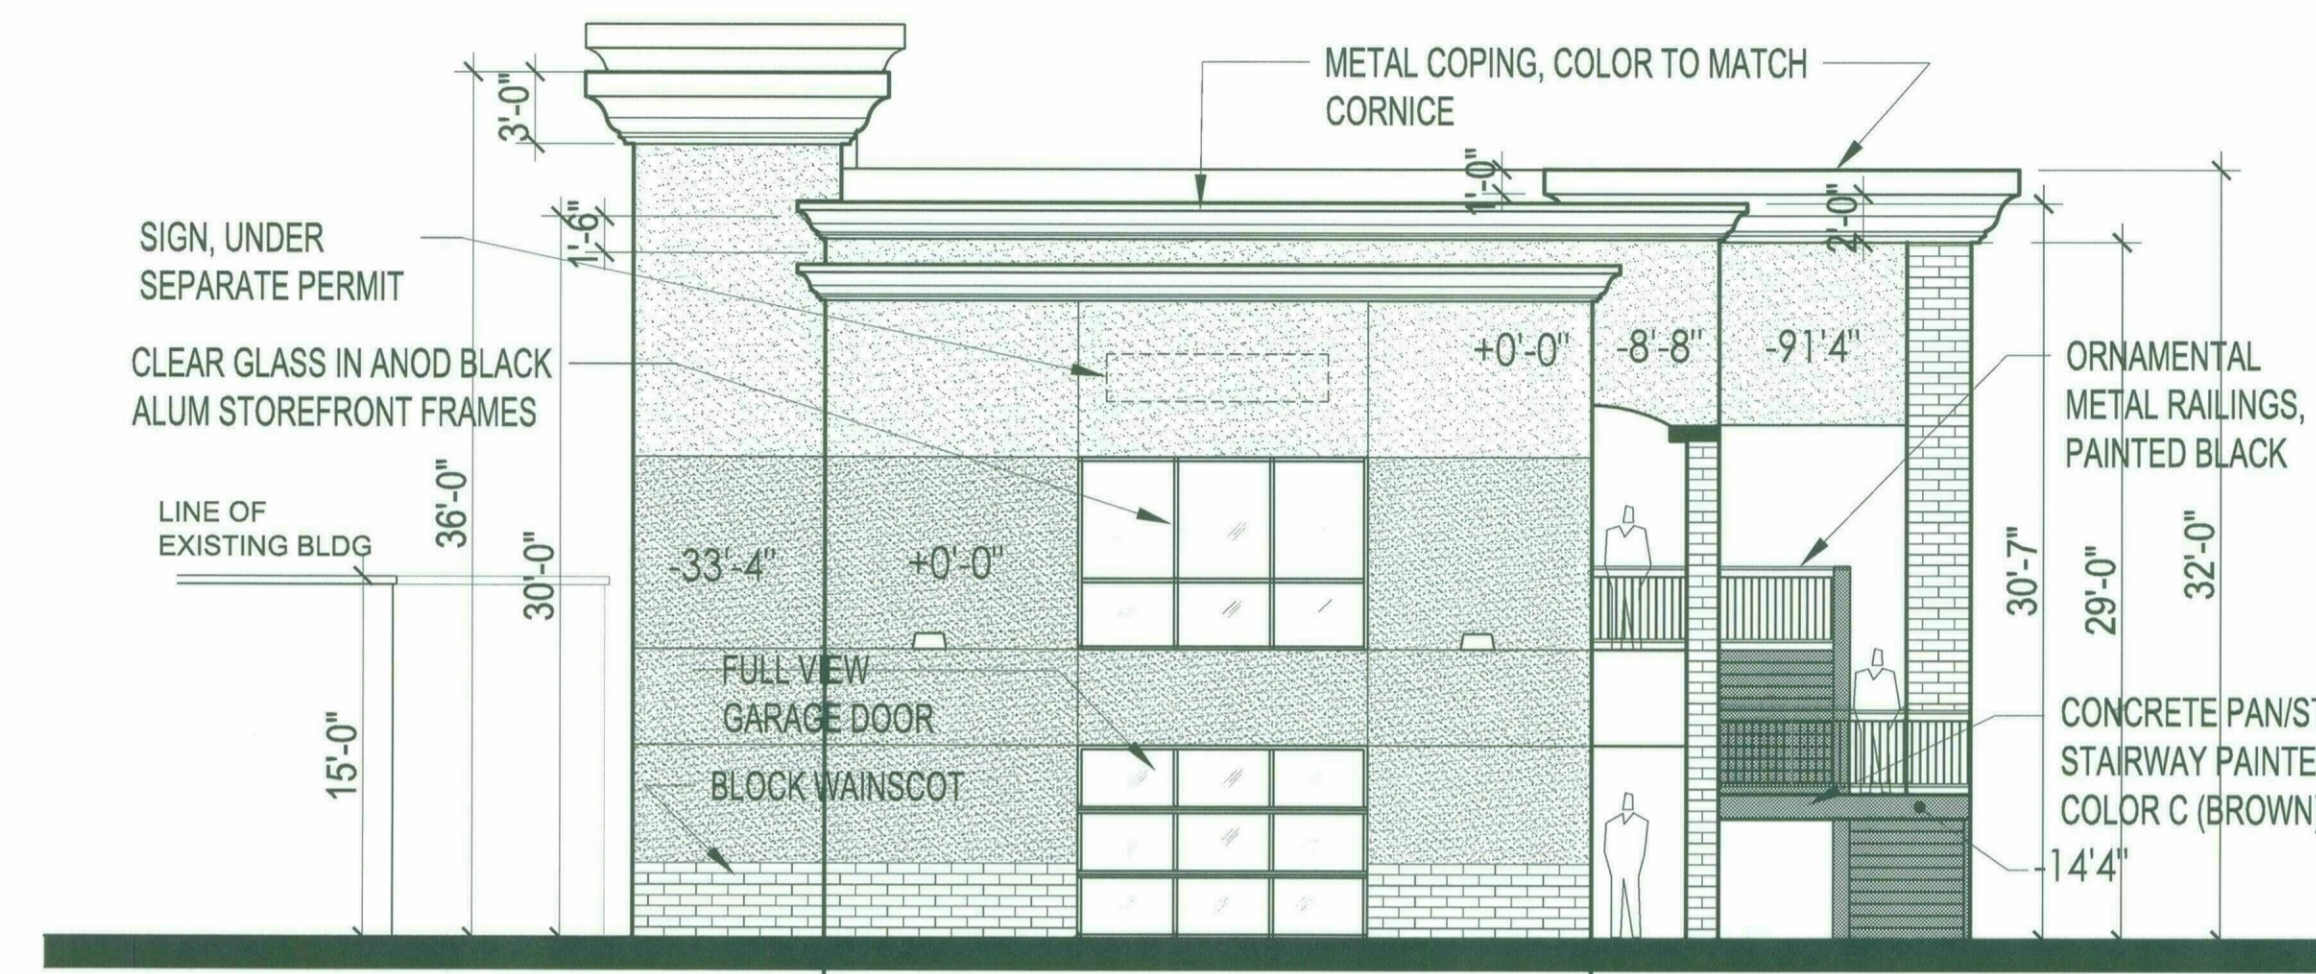 METAL COPING, COLOR TO MATCH
CORNICE
3'-0"
1'-0"
2'-0"
1'-6"
SIGN, UNDER
SEPARATE PERMIT
CLEAR GLASS IN ANOD BLACK
ALUM STOREFRONT FRAMES
+0'-0"
-8'-8"
-91'4"
ORNAMENTAL
METAL RAILINGS,
PAINTED BLACK
LINE OF
EXISTING BLDG
36'-0"
30'-0"
-33'-4"
+0'-0"
30'-7"
29'-0"
32'-0"
FULL VIEW
GARAGE DOOR
BLOCK WAINSCOT
15'-0"
CONCRETE PAN/ST
STAIRWAY PAINTE
COLOR C (BROWN)
-14'4"